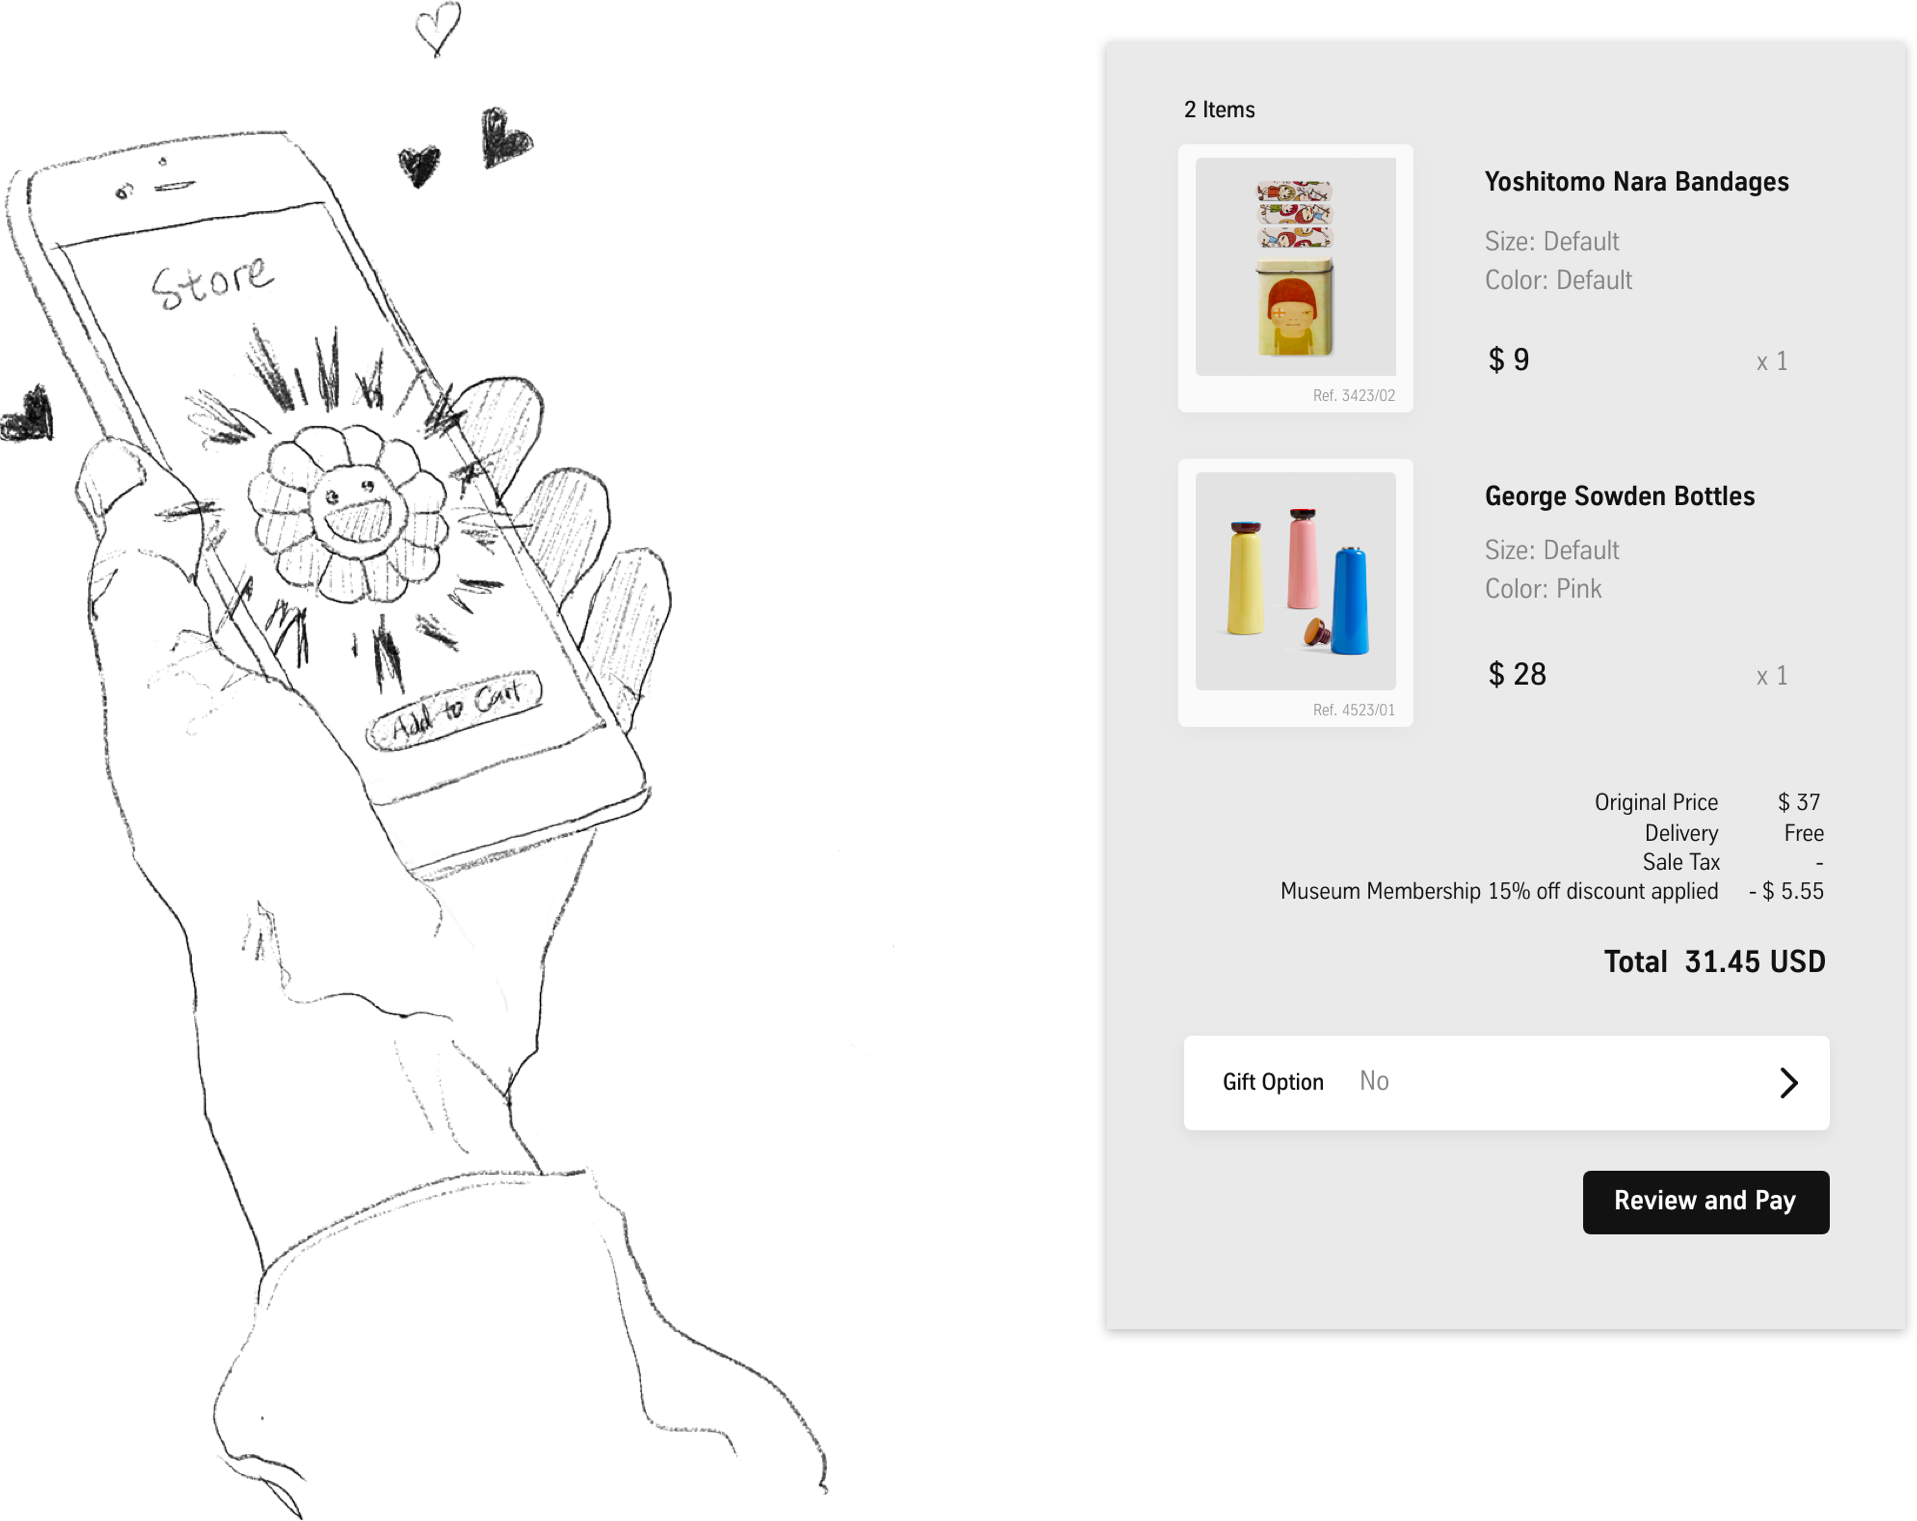 Store
Add to Cart
2 Items
Yoshitomo Nara Bandages
Size: Default
Color: Default
$ 9 x 1
Ref. 3423/02
George Sowden Bottles
Size: Default
Color: Pink
$ 28 x 1
Ref. 4523/01
Original Price $ 37
Delivery Free
Sale Tax -
Museum Membership 15% off discount applied - $ 5.55
Total 31.45 USD
Gift Option No
Review and Pay